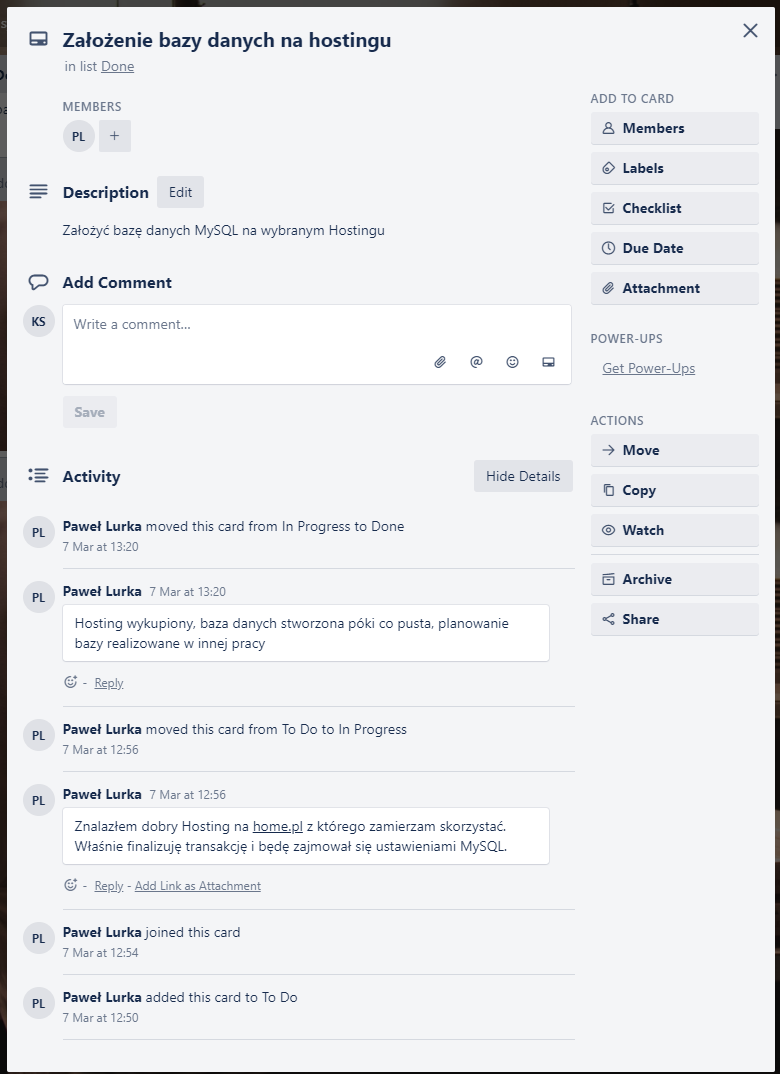 Założenie bazy danych na hostingu
in list Done
MEMBERS
PL
+
Description
Edit
Założyć bazę danych MySQL na wybranym Hostingu
Add Comment
KS
Write a comment...
Save
Activity
Hide Details
PL
Paweł Lurka moved this card from In Progress to Done
7 Mar at 13:20
PL
Paweł Lurka 7 Mar at 13:20
Hosting wykupiony, baza danych stworzona póki co pusta, planowanie
bazy realizowane w innej pracy
- Reply
PL
Paweł Lurka moved this card from To Do to In Progress
7 Mar at 12:56
PL
Paweł Lurka 7 Mar at 12:56
Znalazłem dobry Hosting na home.pl z którego zamierzam skorzystać.
Właśnie finalizuję transakcję i będę zajmował się ustawieniami MySQL.
- Reply - Add Link as Attachment
PL
Paweł Lurka joined this card
7 Mar at 12:54
PL
Paweł Lurka added this card to To Do
7 Mar at 12:50
ADD TO CARD
Members
Labels
Checklist
Due Date
Attachment
POWER-UPS
Get Power-Ups
ACTIONS
Move
Copy
Watch
Archive
Share